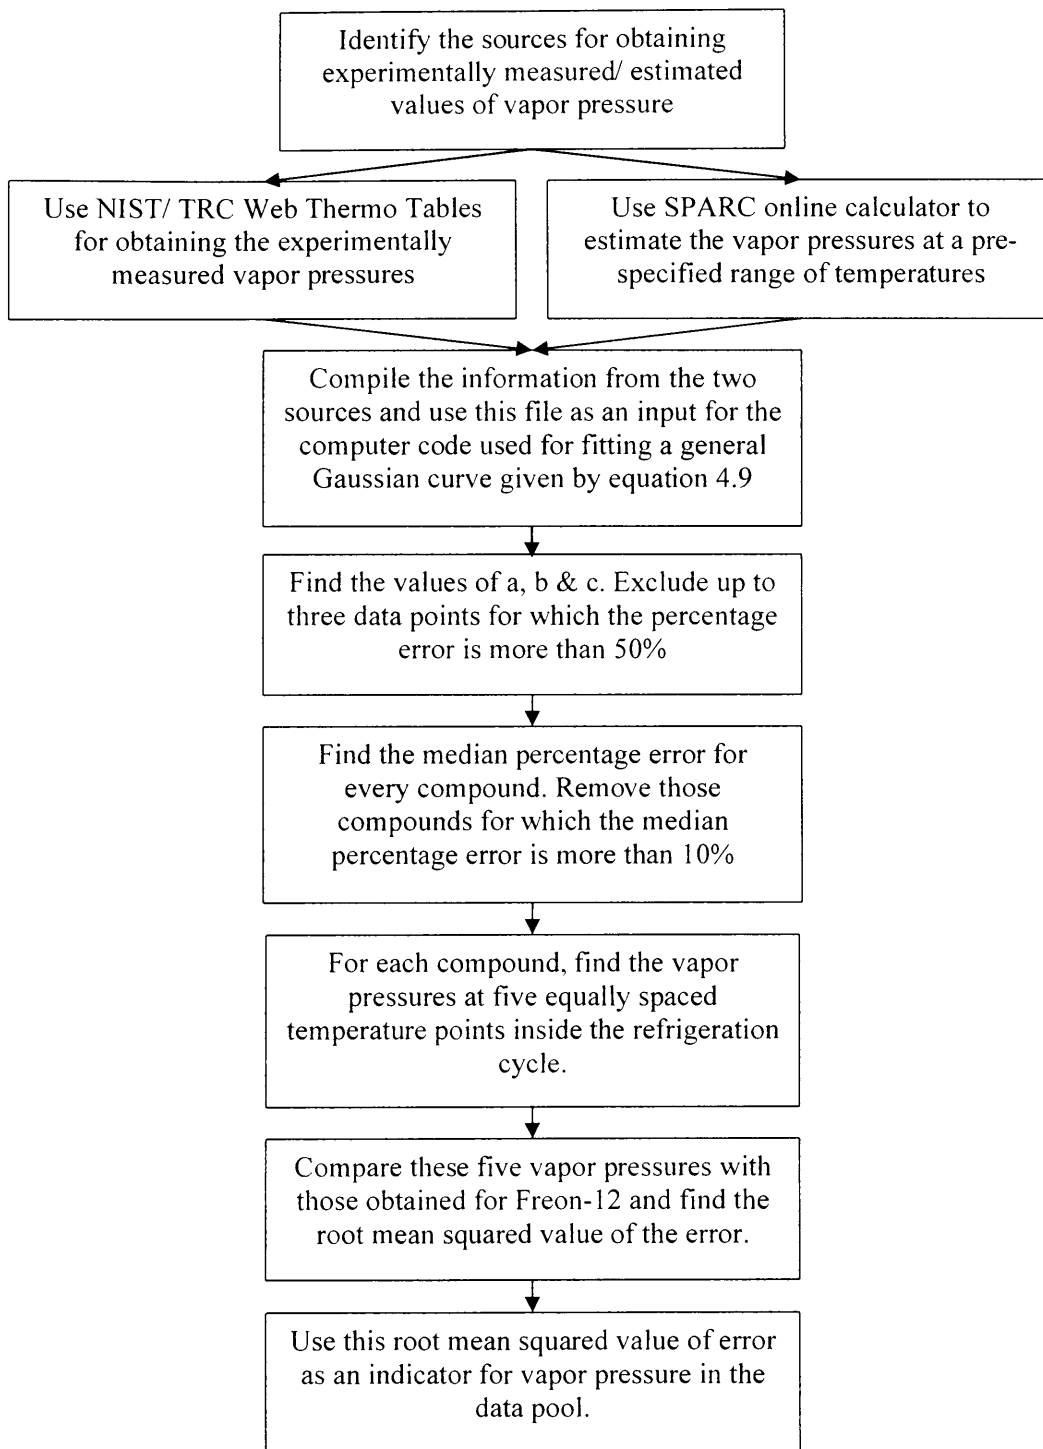 Identify the sources for obtaining
experimentally measured/ estimated
values of vapor pressure
Use NIST/ TRC Web Thermo Tables
for obtaining the experimentally
measured vapor pressures
Use SPARC online calculator to
estimate the vapor pressures at a pre-
specified range of temperatures
Compile the information from the two
sources and use this file as an input for the
computer code used for fitting a general
Gaussian curve given by equation 4.9
Find the values of a, b & c. Exclude up to
three data points for which the percentage
error is more than 50%
Find the median percentage error for
every compound. Remove those
compounds for which the median
percentage error is more than 10%
For each compound, find the vapor
pressures at five equally spaced
temperature points inside the refrigeration
cycle.
Compare these five vapor pressures with
those obtained for Freon-12 and find the
root mean squared value of the error.
Use this root mean squared value of error
as an indicator for vapor pressure in the
data pool.